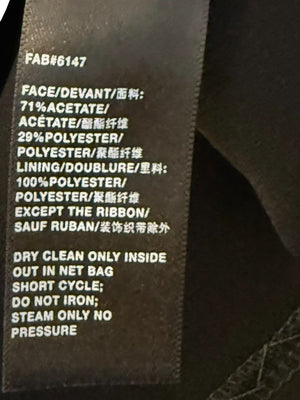 FAB#6147
FACE/DEVANT/面料:
71%ACETATE/
ACÉTATE/醋酯纤维
29%POLYESTER/
POLYESTER/聚酯纤维
LINING/DOUBLURE/里料:
100%POLYESTER/
POLYESTER/聚酯纤维
EXCEPT THE RIBBON/
SAUF RUBAN/装饰织带除外
DRY CLEAN ONLY INSIDE
OUT IN NET BAG
SHORT CYCLE;
DO NOT IRON;
STEAM ONLY NO
PRESSURE